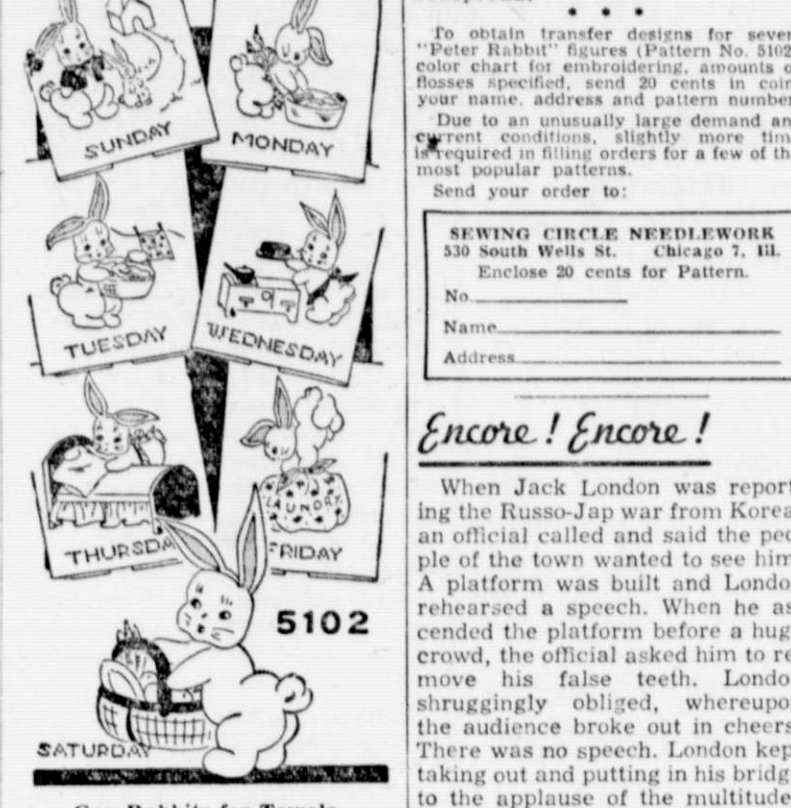 SUNDAY
MONDAY
TUESDAY
WEDNESDAY
THURSDA
FRIDAY
LAUNDRY
5102
SATURDAY
To obtain transfer designs for sever
"Peter Rabbit" figures (Pattern No. 5102
color chart for embroidering, amounts o
flosses specified, send 20 cents in coin
your name, address and pattern number
Due to an unusually large demand an
current conditions, slightly more tim
is required in filling orders for a few of th
most popular patterns.
Send your order to:
SEWING CIRCLE NEEDLEWORK
530 South Wells St. Chicago 7, Ill.
Enclose 20 cents for Pattern.
No.
Name
Address
Encore! Encore!
When Jack London was report
ing the Russo-Jap war from Korea
an official called and said the peo
ple of the town wanted to see him
A platform was built and Londo
rehearsed a speech. When he as
cended the platform before a hug
crowd, the official asked him to re
move his false teeth. Londo
shruggingly obliged, whereupo
the audience broke out in cheers
There was no speech. London kep
taking out and putting in his bridg
to the applause of the multitude